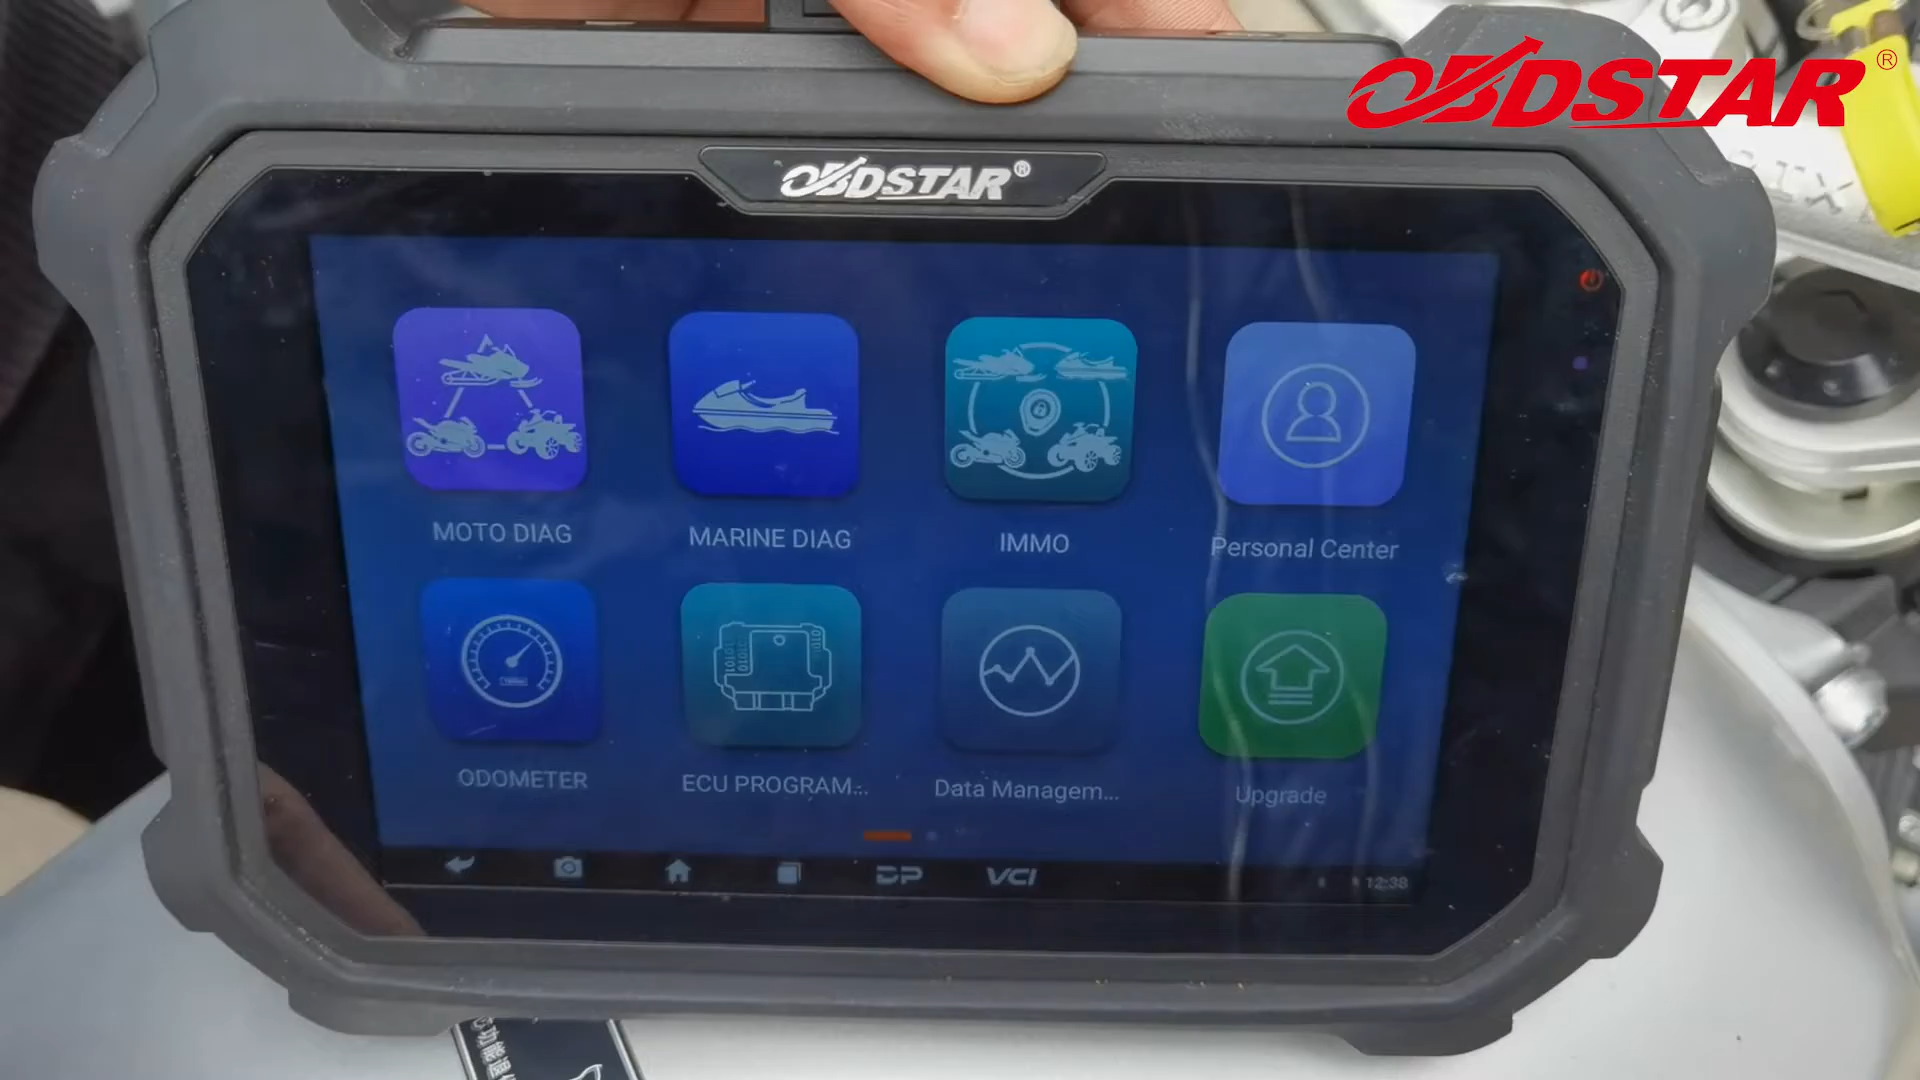 OBDSTAR®
OBDSTAR®
MOTO DIAG
MARINE DIAG
IMMO
Personal Center
ODOMETER
ECU PROGRAM...
Data Managem...
Upgrade
DP
VCI
12:38